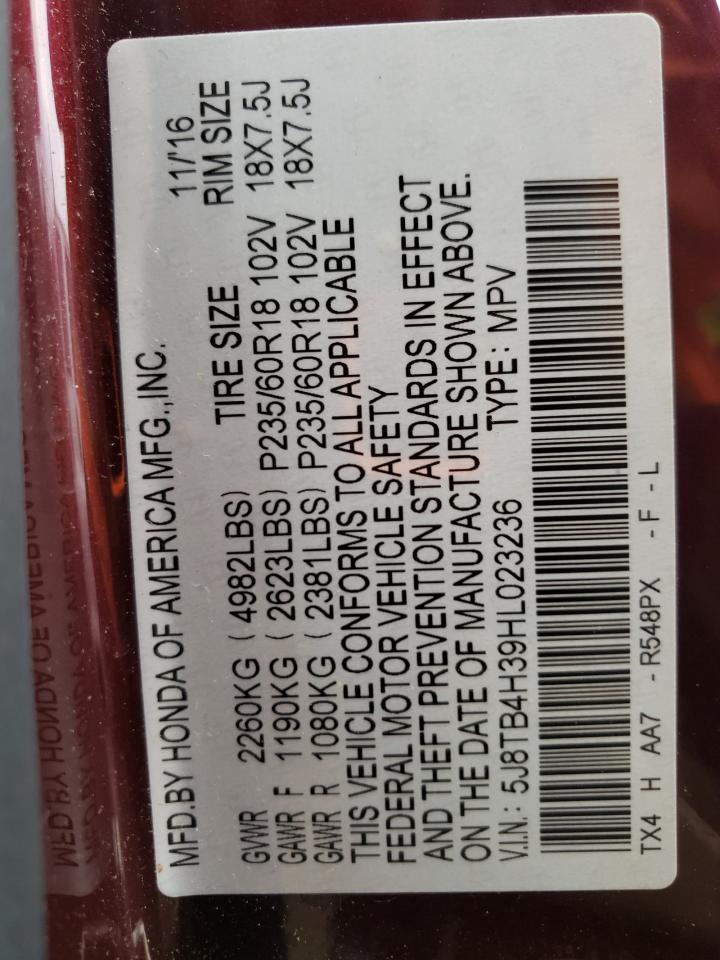 MFD.BY HONDA OF AMERICA MFG.,INC. 11/'16
TIRE SIZE RIM SIZE
GVWR 2260KG ( 4982LBS)
GAWR F 1190KG ( 2623LBS) P235/60R18 102V 18X7.5J
GAWR R 1080KG ( 2381LBS) P235/60R18 102V 18X7.5J
THIS VEHICLE CONFORMS TO ALL APPLICABLE
FEDERAL MOTOR VEHICLE SAFETY
AND THEFT PREVENTION STANDARDS IN EFFECT
ON THE DATE OF MANUFACTURE SHOWN ABOVE.
V.I.N.: 5J8TB4H39HL023236 TYPE: MPV
TX4 H AA7 - R548PX - F - L